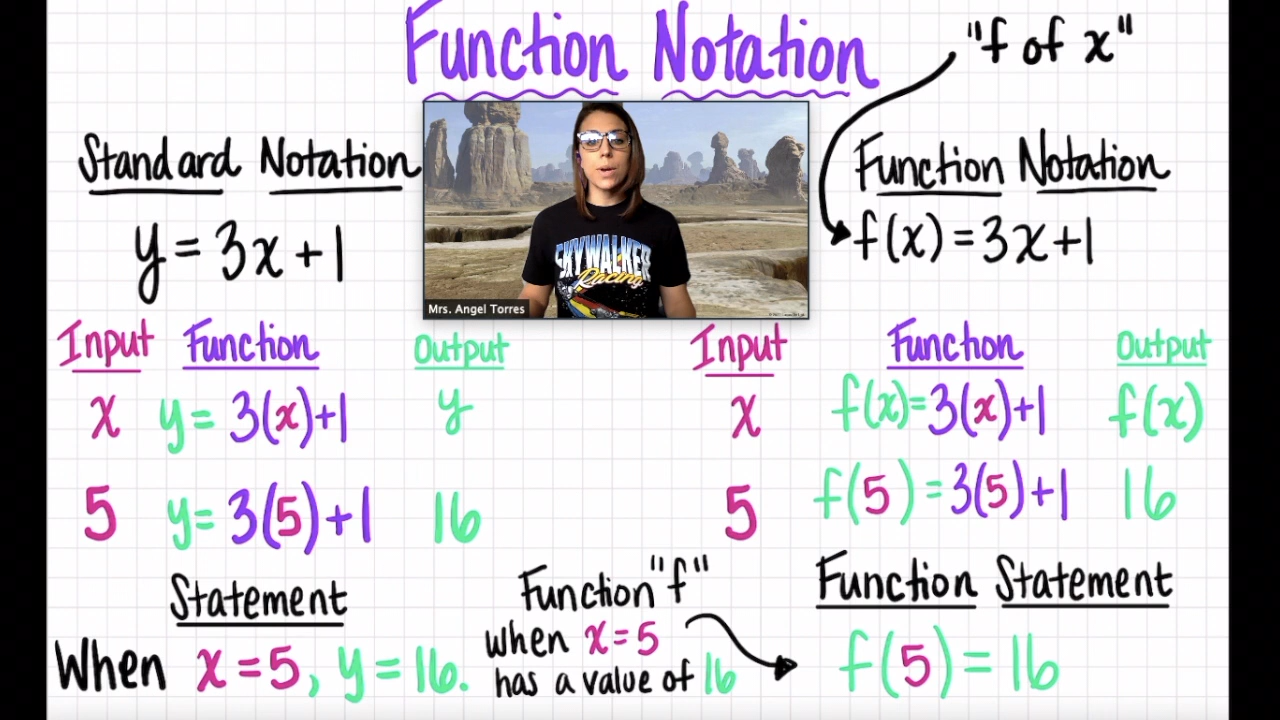 Function Notation
"f of x"
Standard Notation
y = 3x + 1
SKYWALKER
Racing
Mrs. Angel Torres
Function Notation
f(x) = 3x + 1
Input Function Output
x y = 3(x)+1 y
5 y = 3(5)+1 16
Input Function Output
x f(x)=3(x)+1 f(x)
5 f(5)=3(5)+1 16
Statement
When x = 5, y = 16.
Function "f"
when x = 5
has a value of 16
Function Statement
f(5) = 16